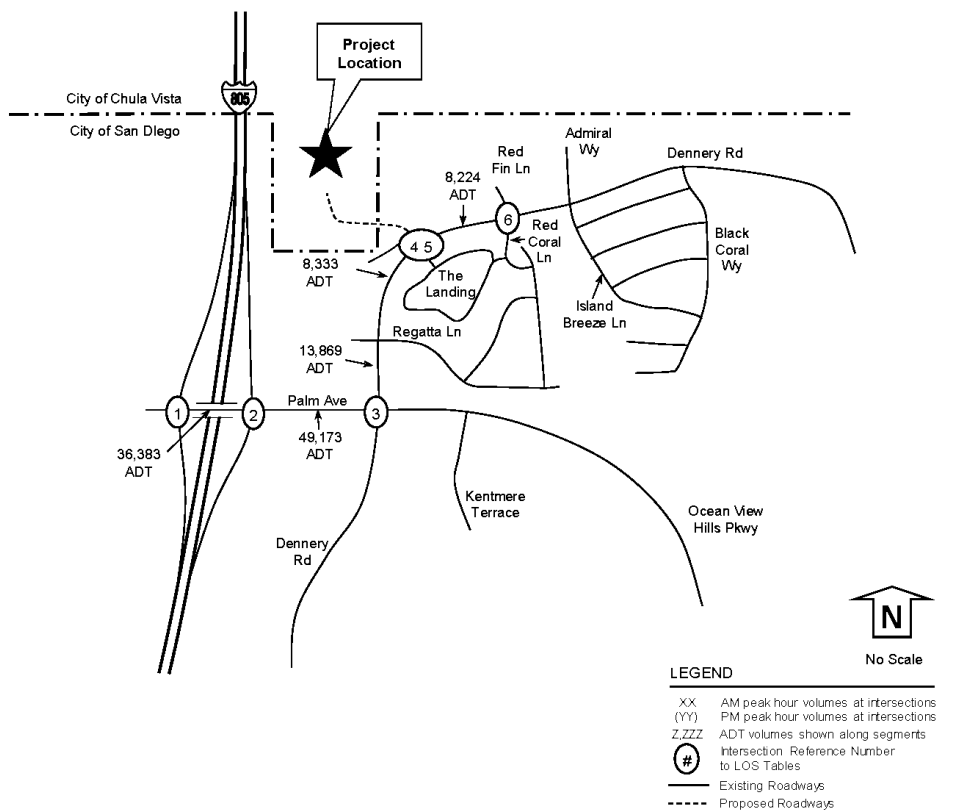 Project
Location
City of Chula Vista
805
City of San Diego
Admiral
Wy
Red
Fin Ln
Dennery Rd
8,224
ADT
6
Red
Coral
Ln
Black
Coral
Wy
4 5
8,333
ADT
The
Landing
Island
Breeze Ln
Regatta Ln
13,869
ADT
Palm Ave
1
2
3
49,173
ADT
36,383
ADT
Kentmere
Terrace
Ocean View
Hills Pkwy
Dennery
Rd
N
No Scale
LEGEND
XX AM peak hour volumes at intersections
(YY) PM peak hour volumes at intersections
Z,ZZZ ADT volumes shown along segments
# Intersection Reference Number
to LOS Tables
Existing Roadways
Proposed Roadways